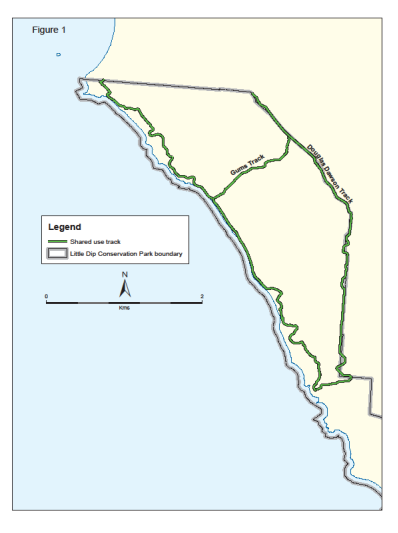 Figure 1
Gums Track
Douglas Dawson Track
Legend
Shared use track
Little Dip Conservation Park boundary
N
0
2
Kms